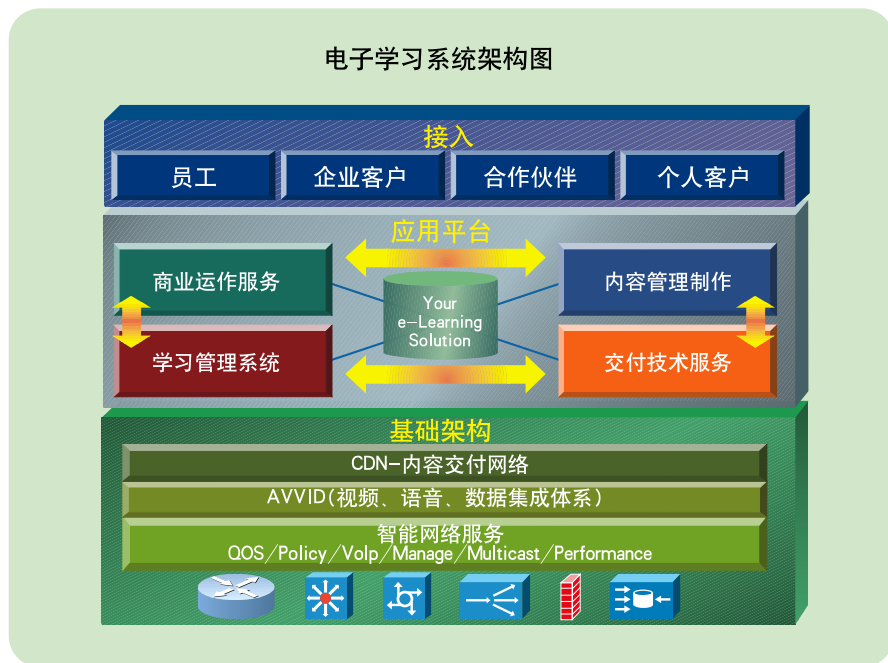 电子学习系统架构图
接入
员工
企业客户
合作伙伴
个人客户
应用平台
商业运作服务
内容管理制作
Your
e-Learning
Solution
学习管理系统
交付技术服务
基础架构
CDN-内容交付网络
AVVID(视频、语音、数据集成体系)
智能网络服务
QOS/Policy/VoIp/Manage/Multicast/Performance